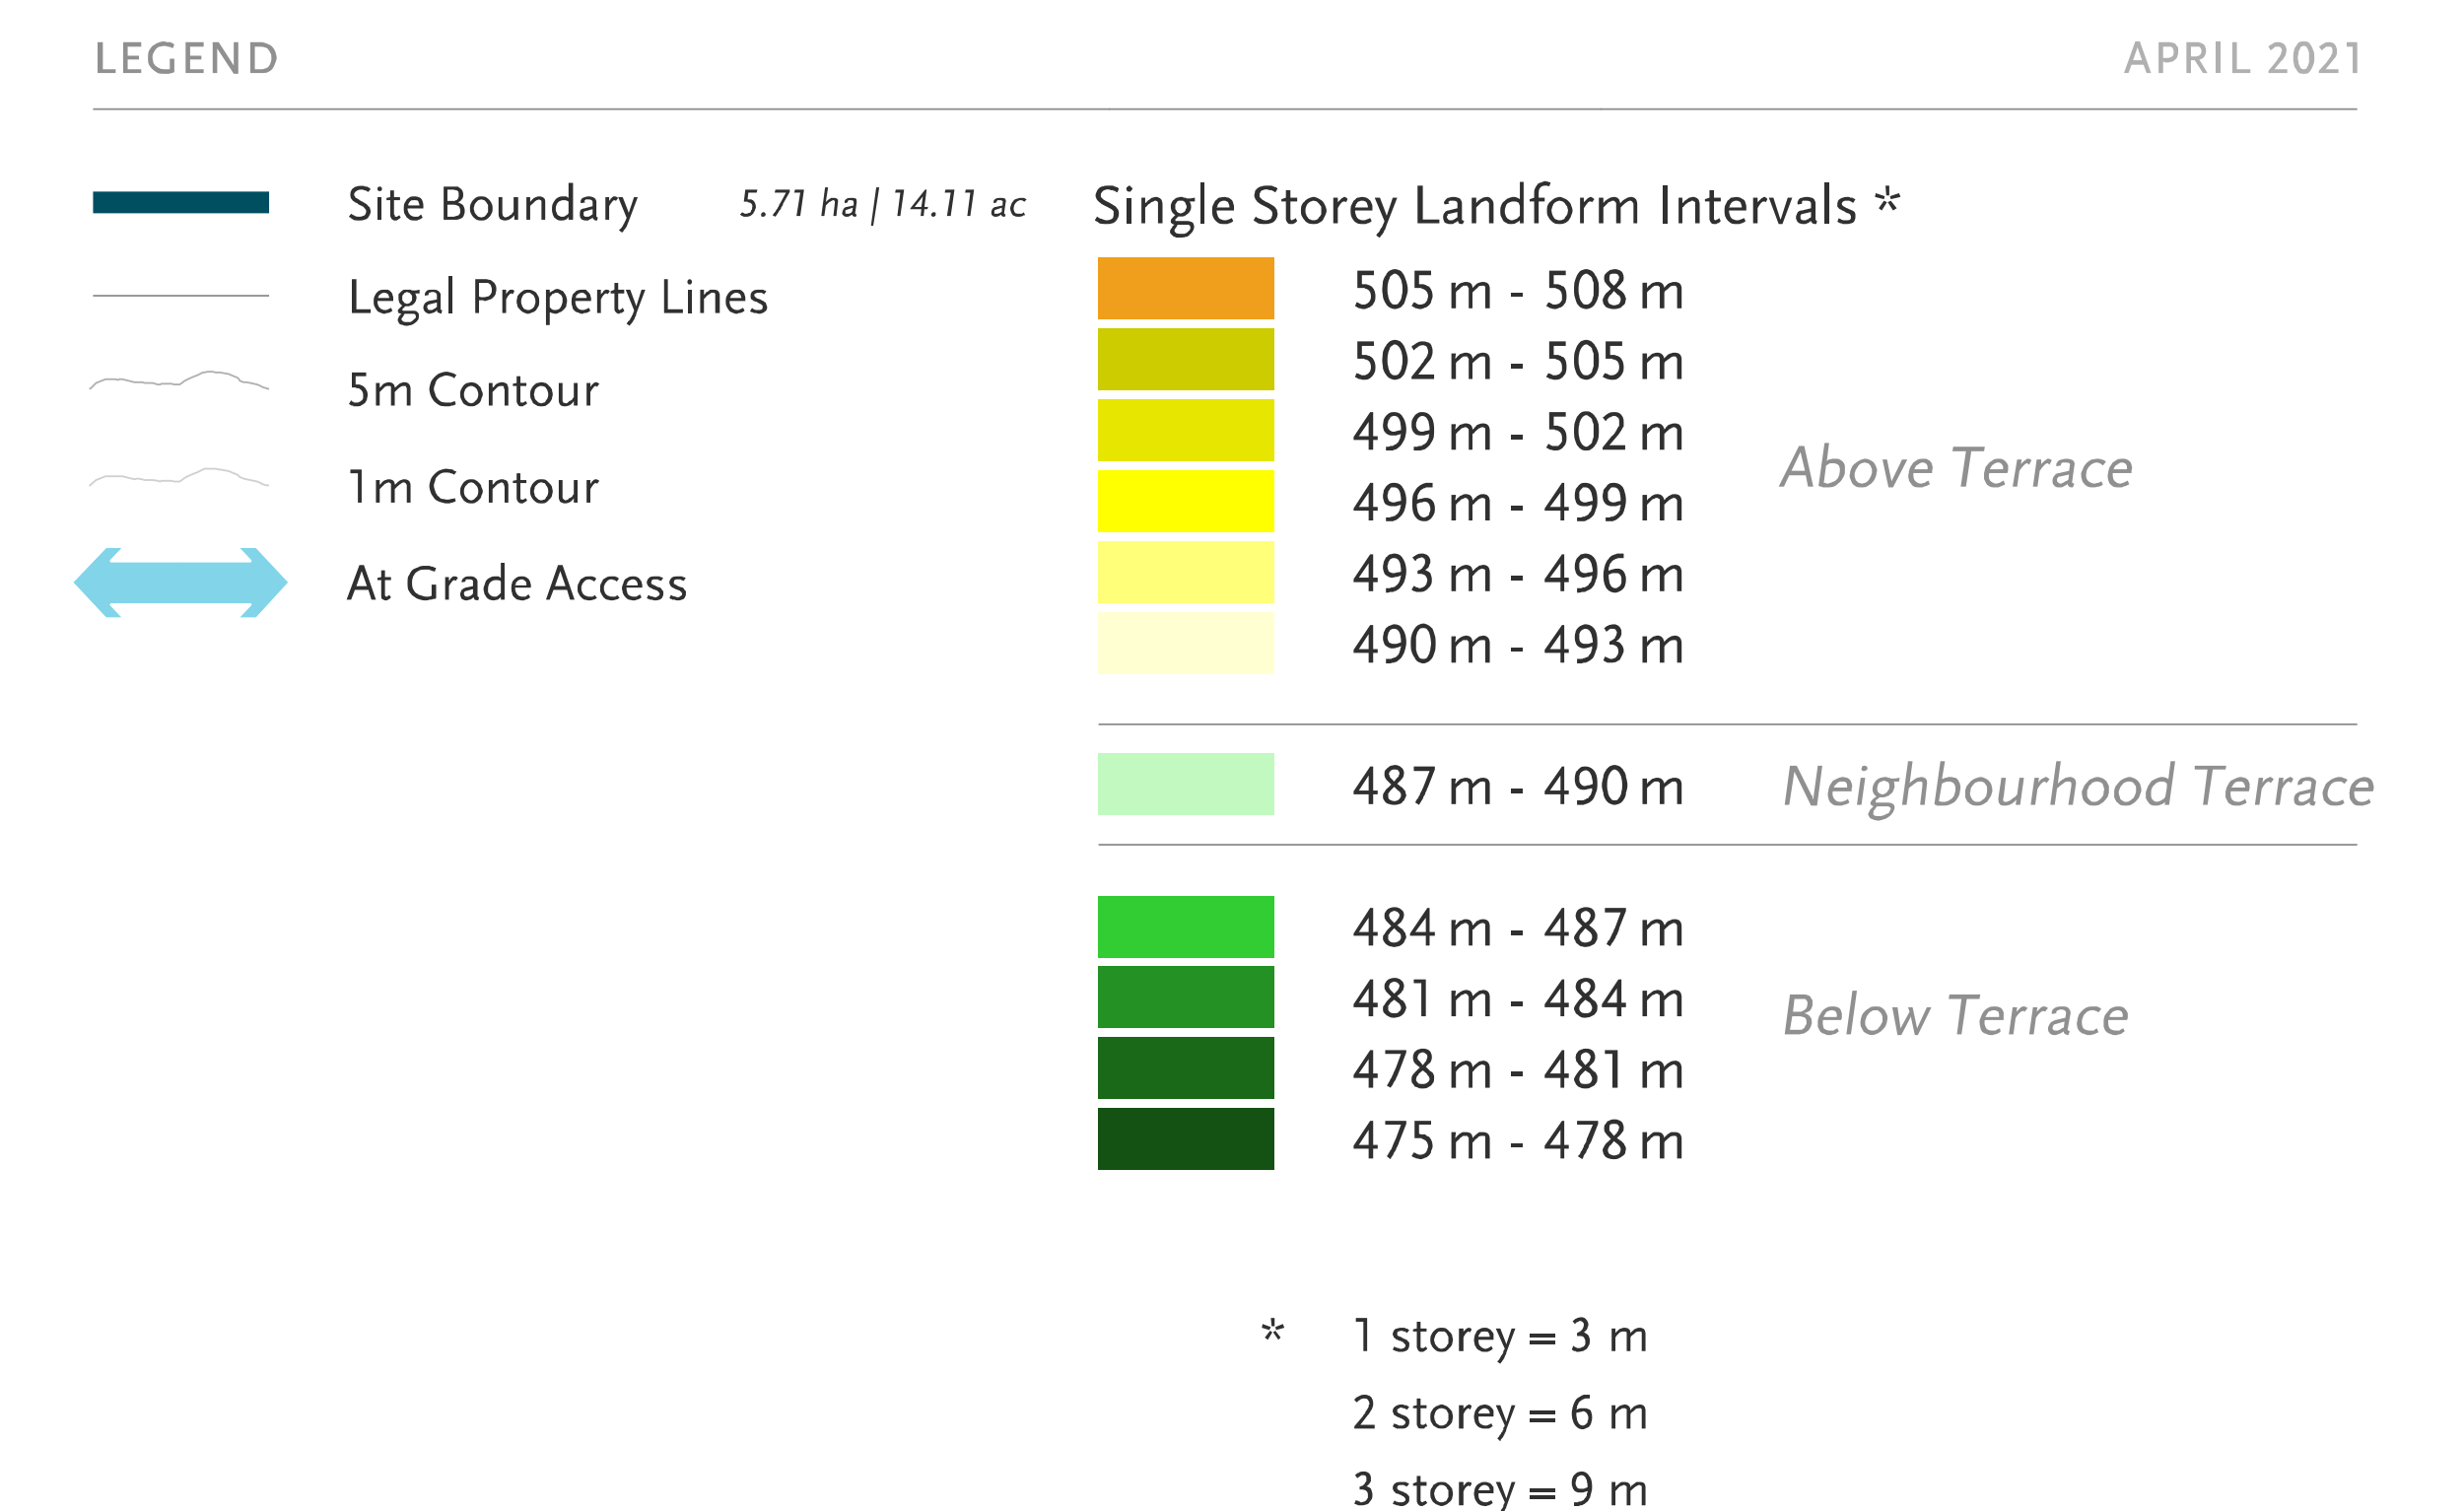 LEGEND
APRIL 2021
Site Boundary 5.71 ha | 14.11 ac
Legal Property Lines
5m Contour
1m Contour
At Grade Access
Single Storey Landform Intervals *
505 m - 508 m
502 m - 505 m
499 m - 502 m
496 m - 499 m
493 m - 496 m
490 m - 493 m
Above Terrace
487 m - 490 m Neighbourhood Terrace
484 m - 487 m
481 m - 484 m
478 m - 481 m
475 m - 478 m
Below Terrace
* 1 storey = 3 m
2 storey = 6 m
3 storey = 9 m